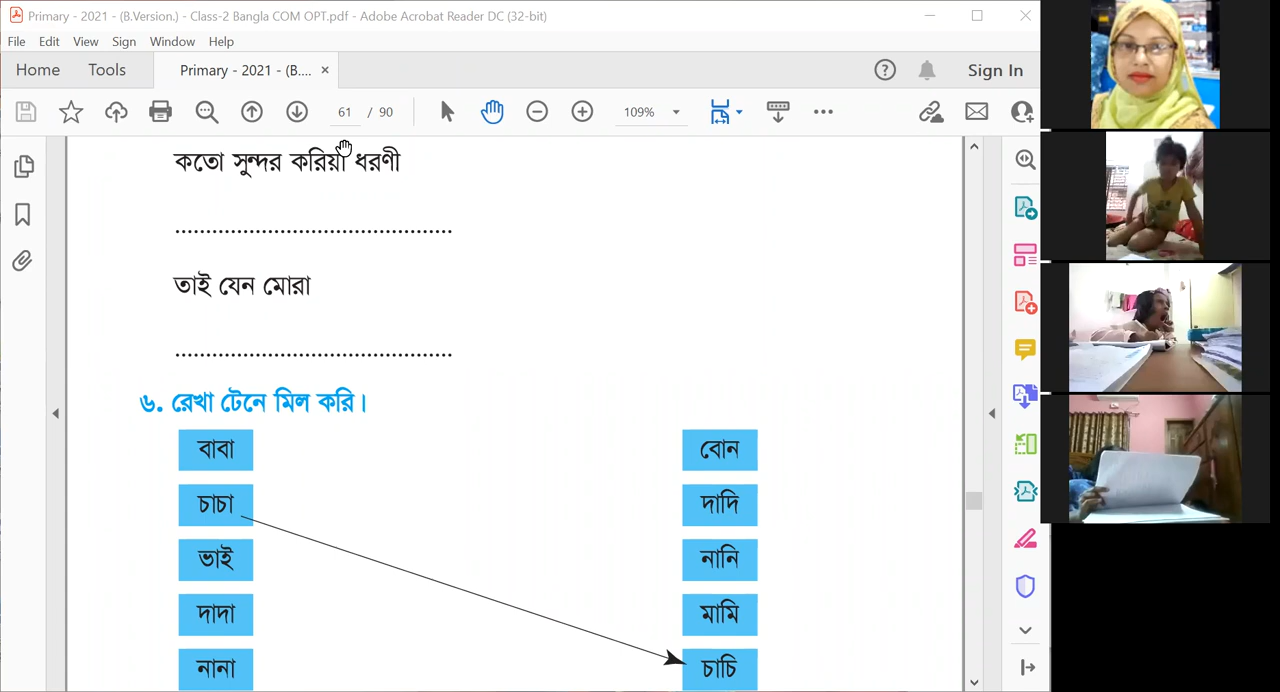 Primary - 2021 - (B.Version.) - Class-2 Bangla COM OPT.pdf - Adobe Acrobat Reader DC (32-bit)
File Edit View Sign Window Help
Home Tools Primary - 2021 - (B.... × Sign In
61 / 90 109%
কতো সুন্দর করিয়া ধরণী
.............................................
তাই যেন মোরা
.............................................
৬. রেখা টেনে মিল করি।
বাবা বোন
চাচা দাদি
ভাই নানি
দাদা মামি
নানা চাচি